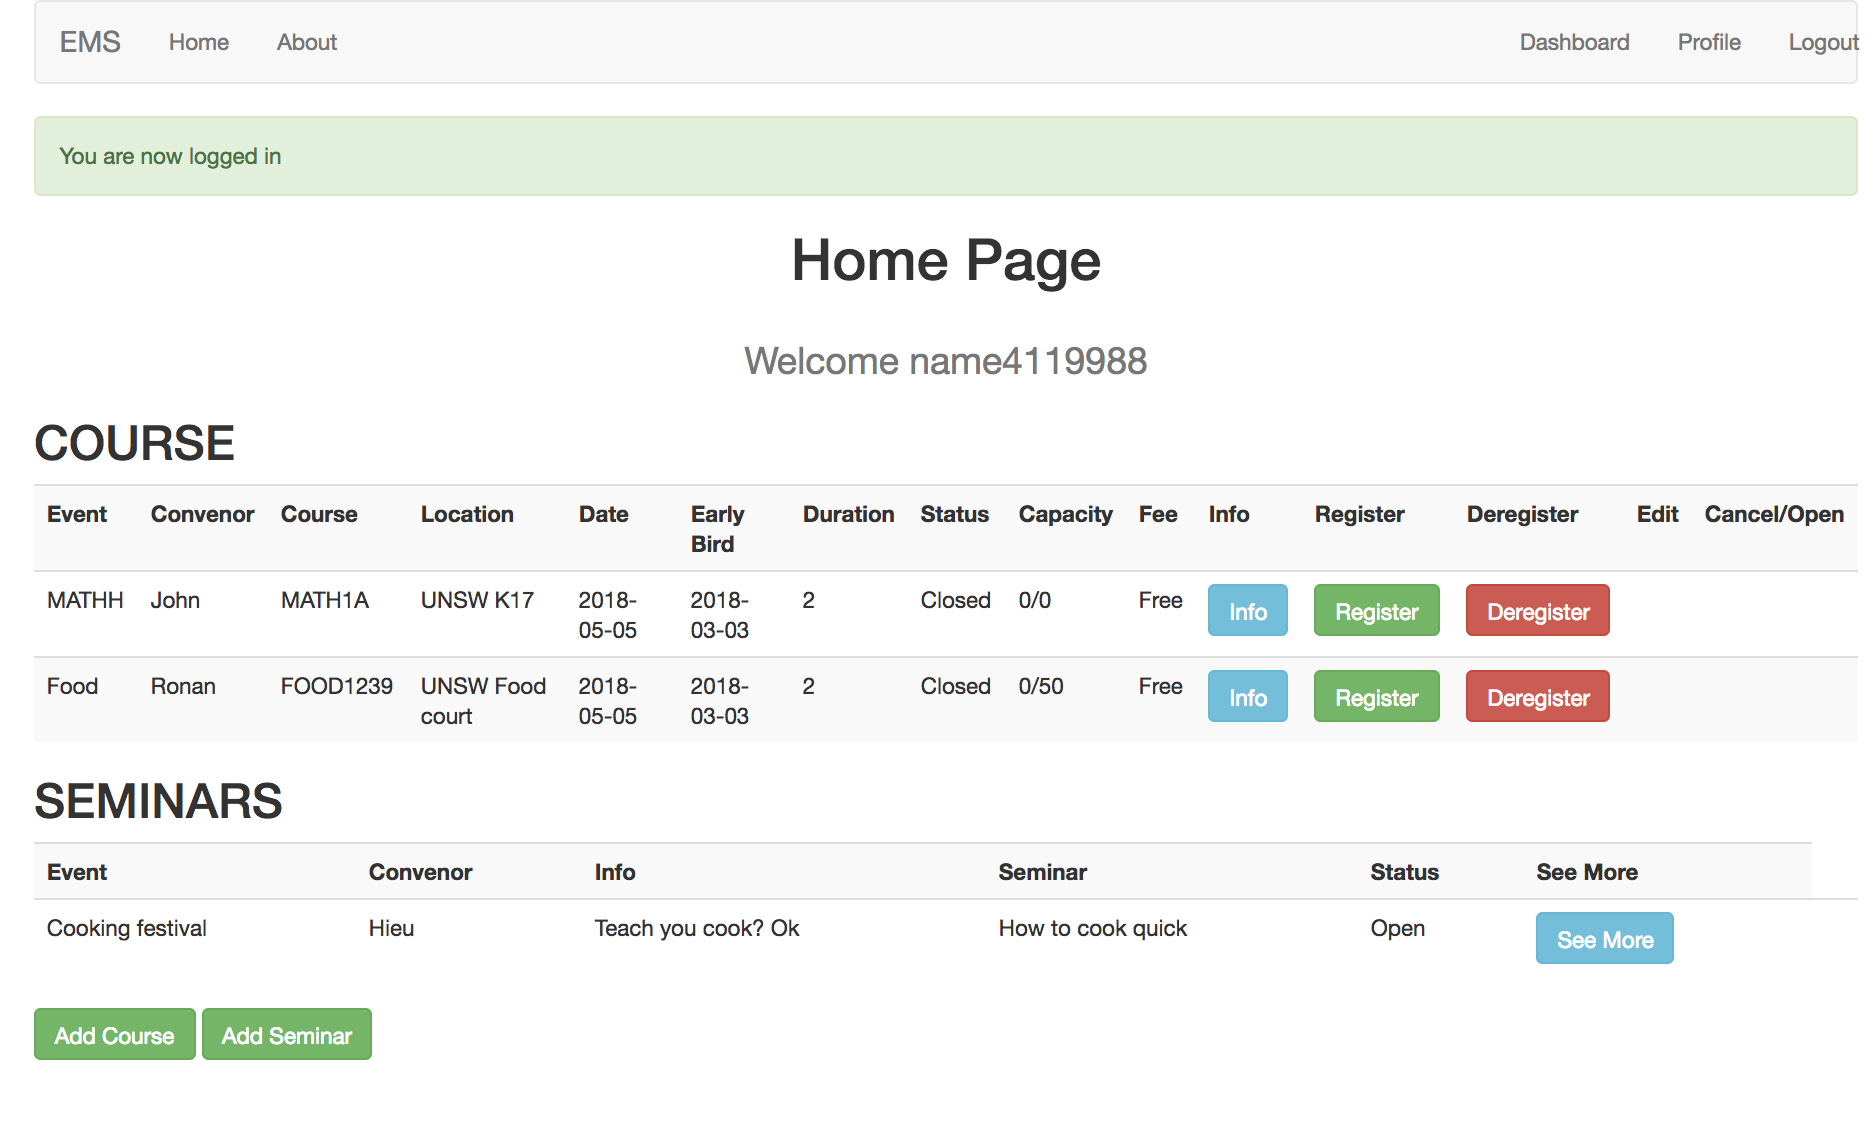 EMS Home About Dashboard Profile Logout
You are now logged in
Home Page
Welcome name4119988
COURSE
Event Convenor Course Location Date Early Duration Status Capacity Fee Info Register Deregister Edit Cancel/Open
Bird
MATHH John MATH1A UNSW K17 2018- 2018- 2 Closed 0/0 Free Info Register Deregister
05-05 03-03
Food Ronan FOOD1239 UNSW Food 2018- 2018- 2 Closed 0/50 Free Info Register Deregister
court 05-05 03-03
SEMINARS
Event Convenor Info Seminar Status See More
Cooking festival Hieu Teach you cook? Ok How to cook quick Open See More
Add Course Add Seminar